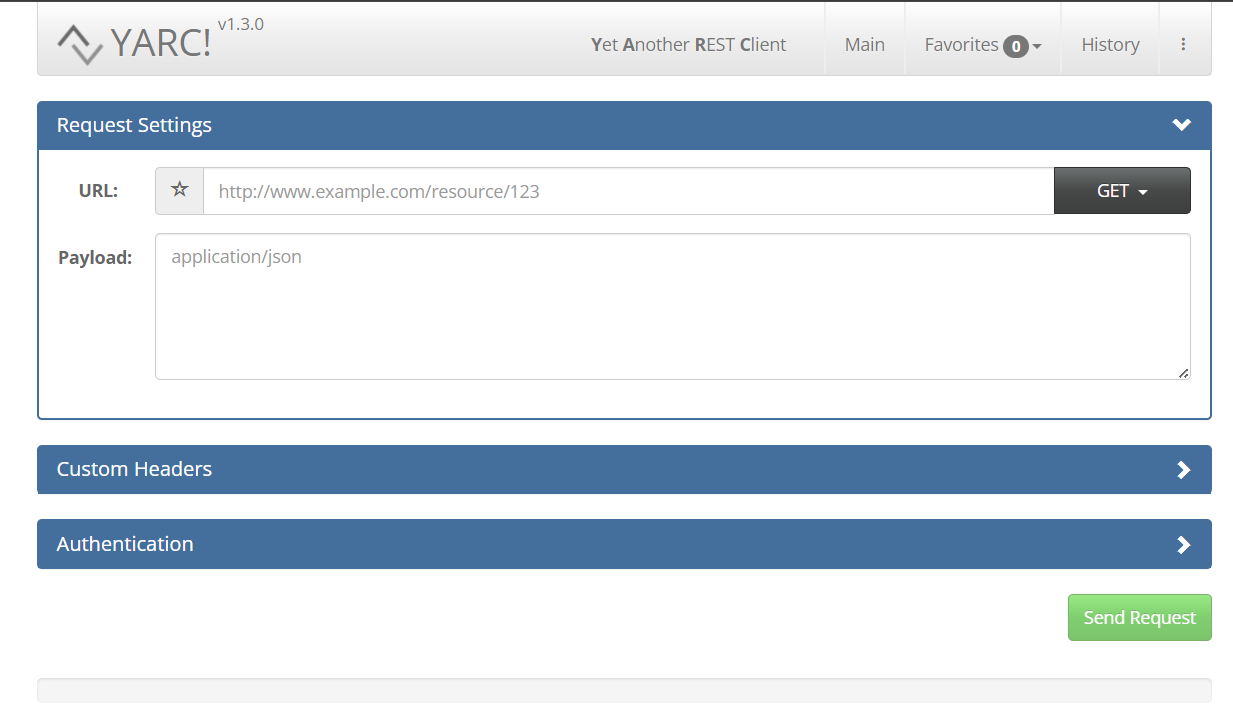 YARC! v1.3.0
Yet Another REST Client Main Favorites 0 History
Request Settings
URL: http://www.example.com/resource/123 GET
Payload: application/json
Custom Headers
Authentication
Send Request